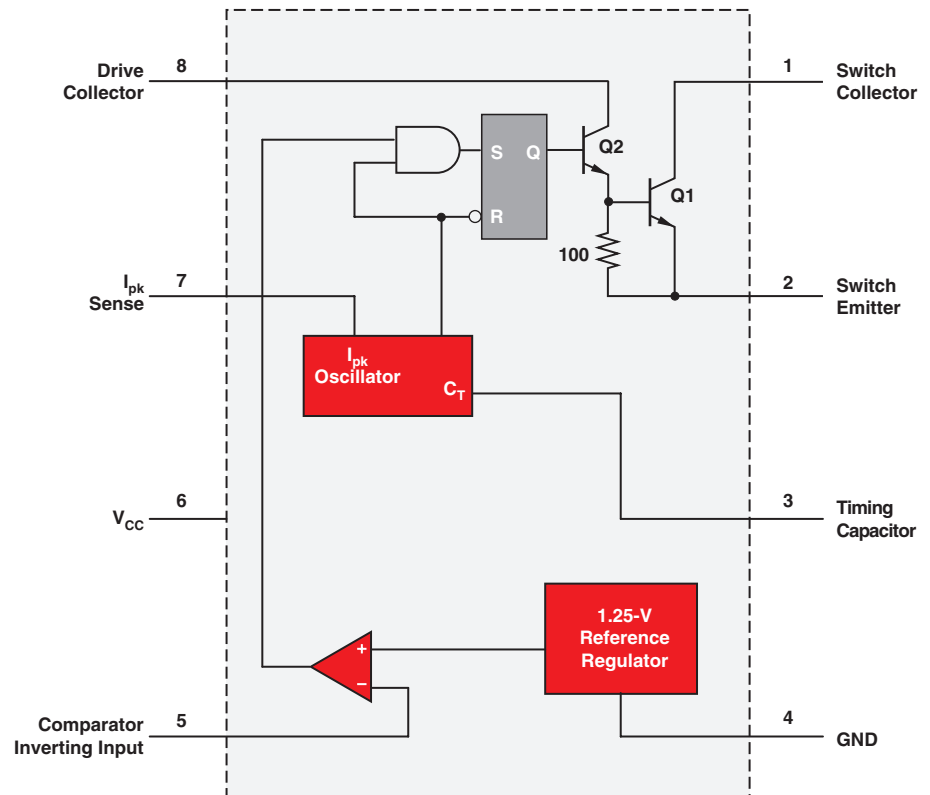 Drive
Collector
8
1
Switch
Collector
S
Q
R
Q2
Q1
100
Ipk
Sense
7
2
Switch
Emitter
Ipk
Oscillator
CT
VCC
6
3
Timing
Capacitor
1.25-V
Reference
Regulator
+
–
Comparator
Inverting Input
5
4
GND